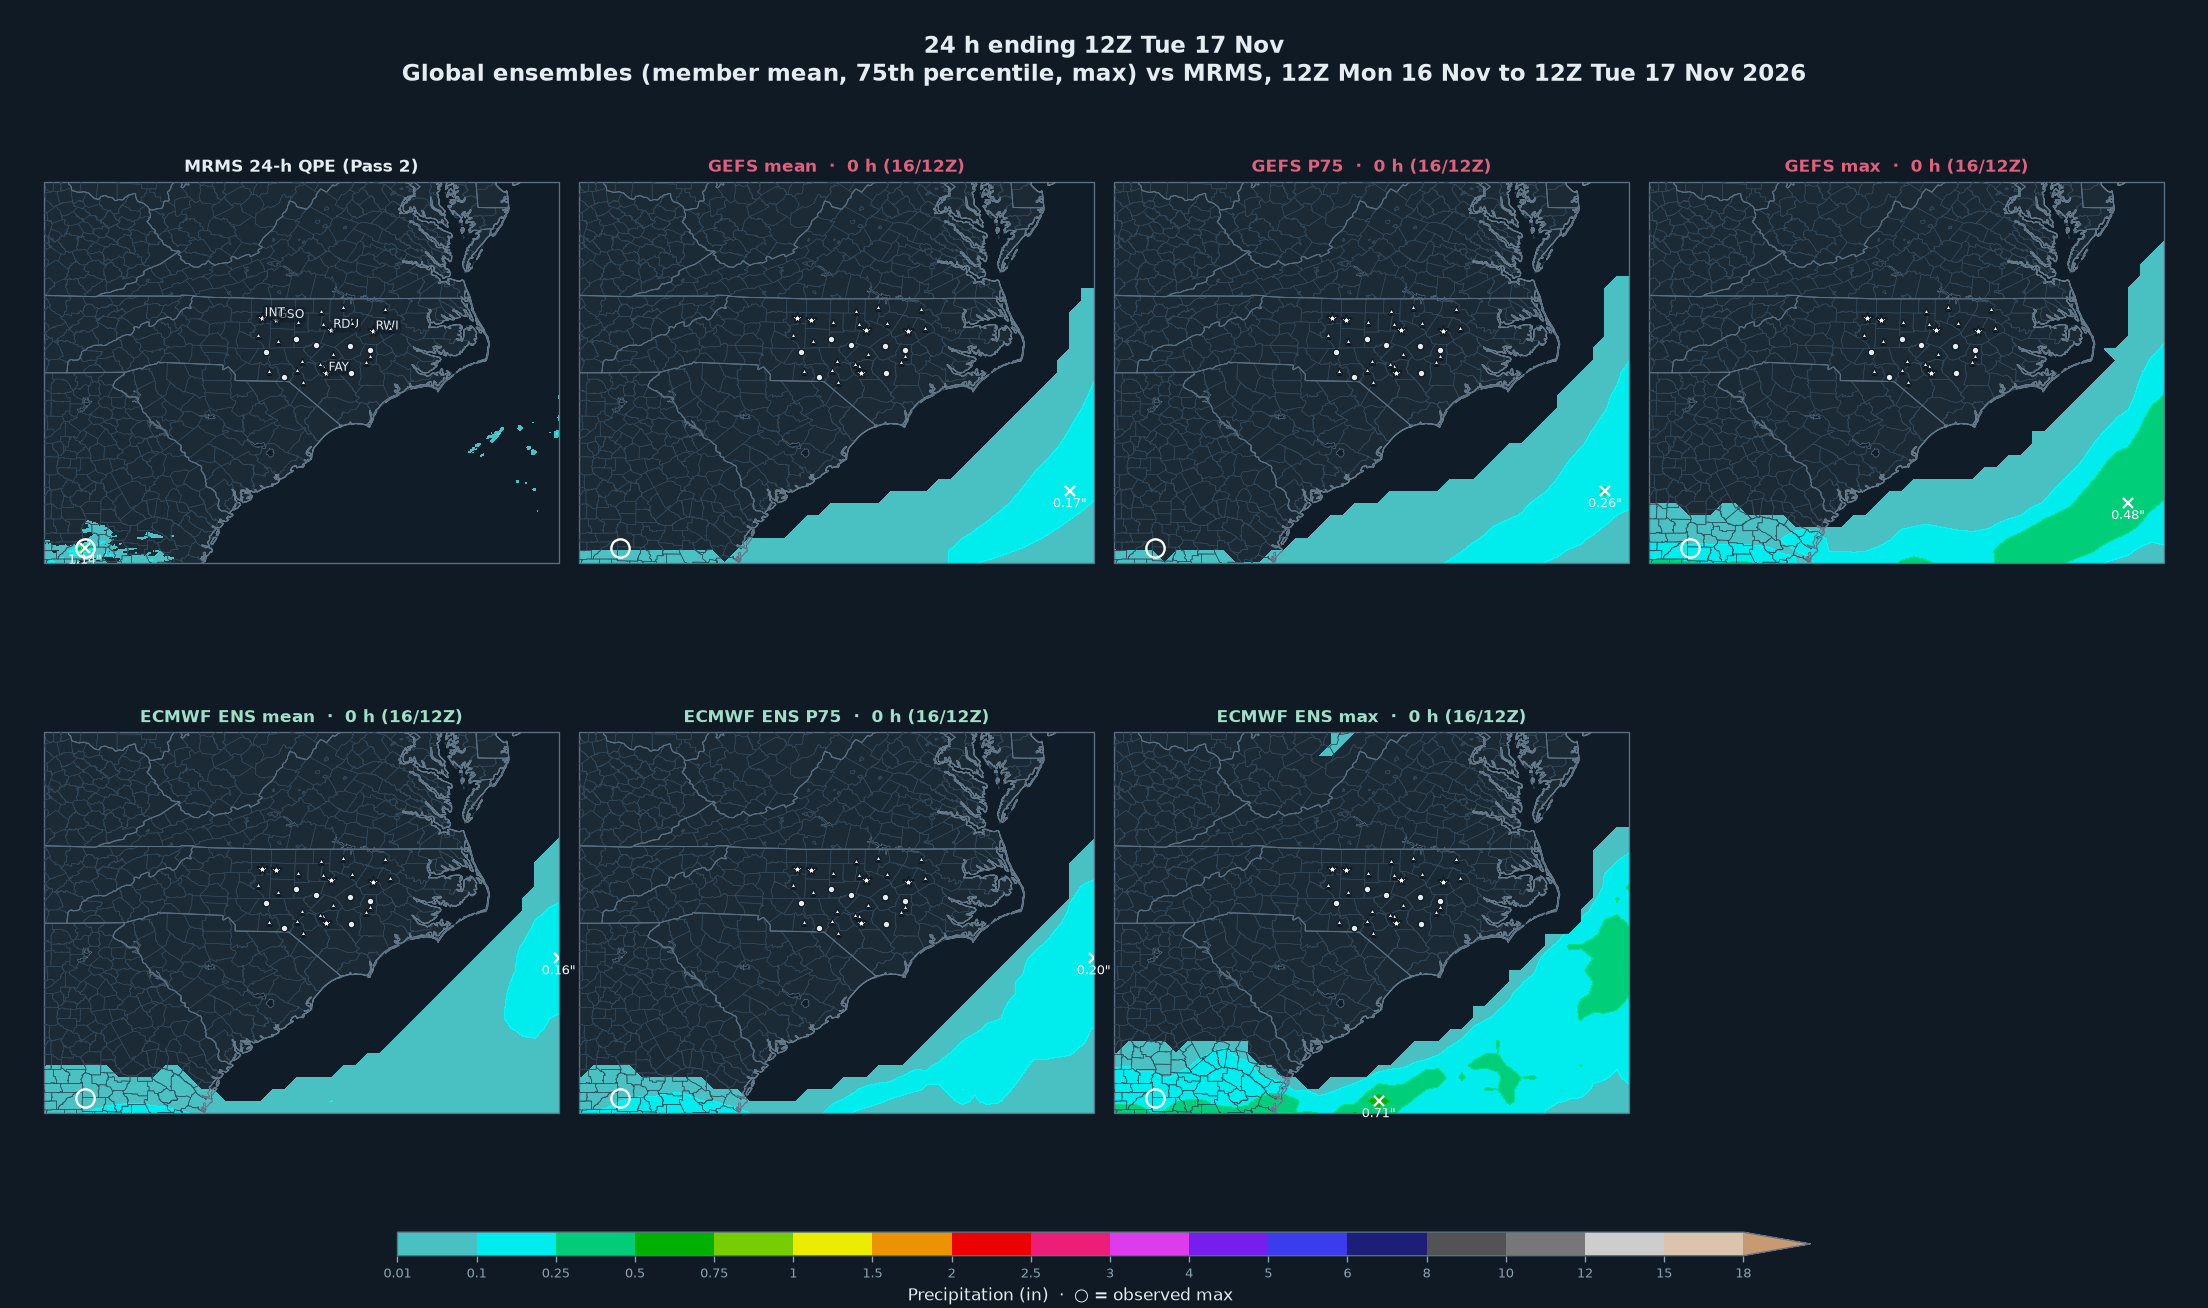 24 h ending 12Z Tue 17 Nov
Global ensembles (member mean, 75th percentile, max) vs MRMS, 12Z Mon 16 Nov to 12Z Tue 17 Nov 2026
MRMS 24-h QPE (Pass 2)
GEFS mean · 0 h (16/12Z)
GEFS P75 · 0 h (16/12Z)
GEFS max · 0 h (16/12Z)
INT
SO
RDU
RWI
FAY
1.14"
0.17"
0.26"
0.48"
ECMWF ENS mean · 0 h (16/12Z)
ECMWF ENS P75 · 0 h (16/12Z)
ECMWF ENS max · 0 h (16/12Z)
0.16"
0.20"
0.71"
0.01 0.1 0.25 0.5 0.75 1 1.5 2 2.5 3 4 5 6 8 10 12 15 18
Precipitation (in) · ○ = observed max